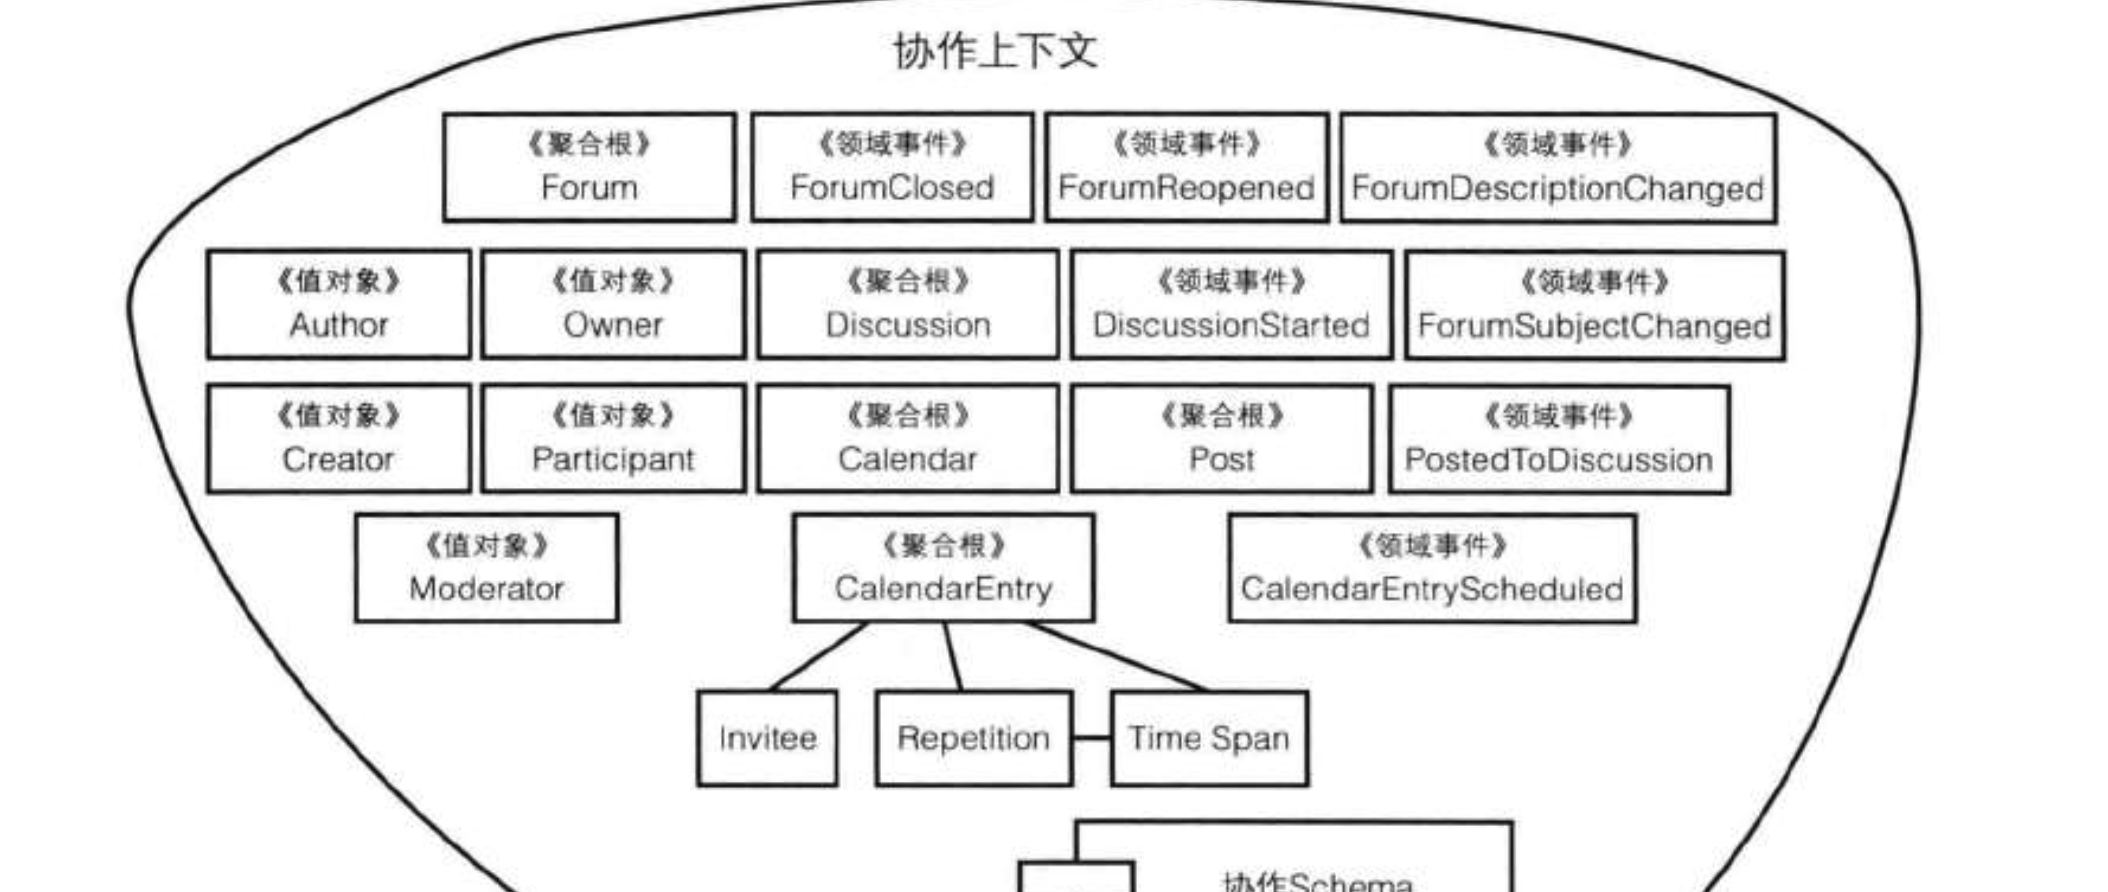 协作上下文
《聚合根》
Forum
《领域事件》
ForumClosed
《领域事件》
ForumReopened
《领域事件》
ForumDescriptionChanged
《值对象》
Author
《值对象》
Owner
《聚合根》
Discussion
《领域事件》
DiscussionStarted
《领域事件》
ForumSubjectChanged
《值对象》
Creator
《值对象》
Participant
《聚合根》
Calendar
《聚合根》
Post
《领域事件》
PostedToDiscussion
《值对象》
Moderator
《聚合根》
CalendarEntry
《领域事件》
CalendarEntryScheduled
Invitee
Repetition
Time Span
协作Schema